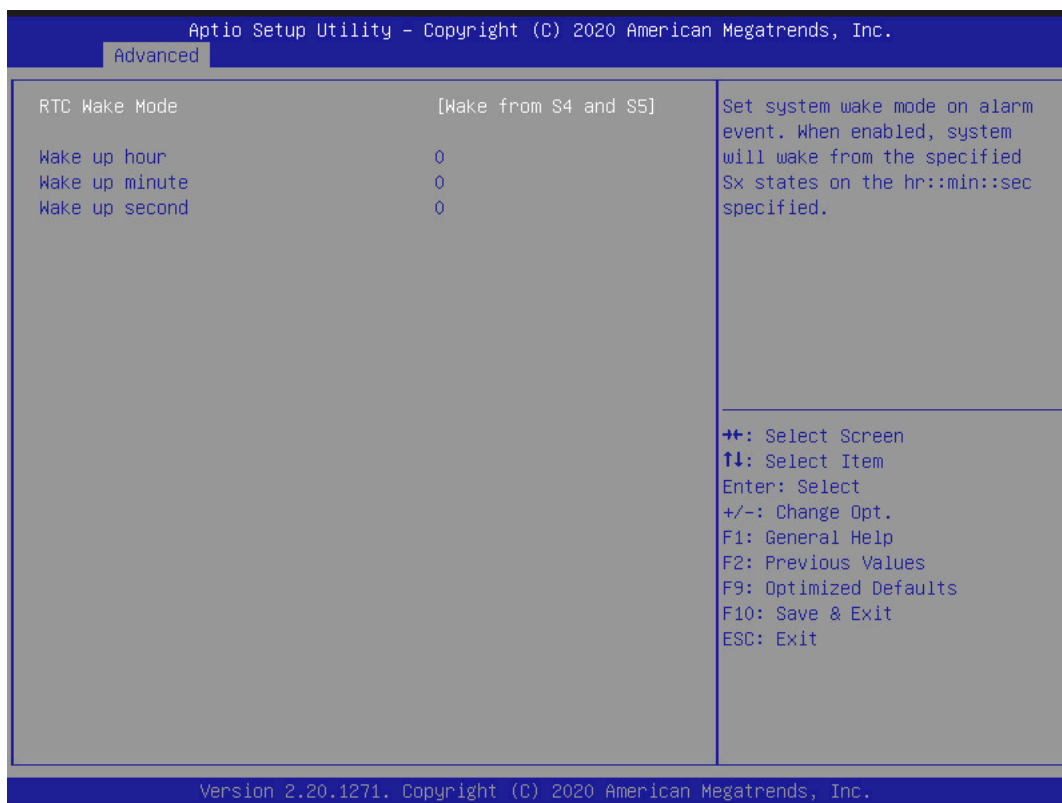 Aptio Setup Utility – Copyright (C) 2020 American Megatrends, Inc.
Advanced
RTC Wake Mode [Wake from S4 and S5]
Wake up hour 0
Wake up minute 0
Wake up second 0
Set system wake mode on alarm
event. When enabled, system
will wake from the specified
Sx states on the hr::min::sec
specified.
→←: Select Screen
↑↓: Select Item
Enter: Select
+/-: Change Opt.
F1: General Help
F2: Previous Values
F9: Optimized Defaults
F10: Save & Exit
ESC: Exit
Version 2.20.1271. Copyright (C) 2020 American Megatrends, Inc.